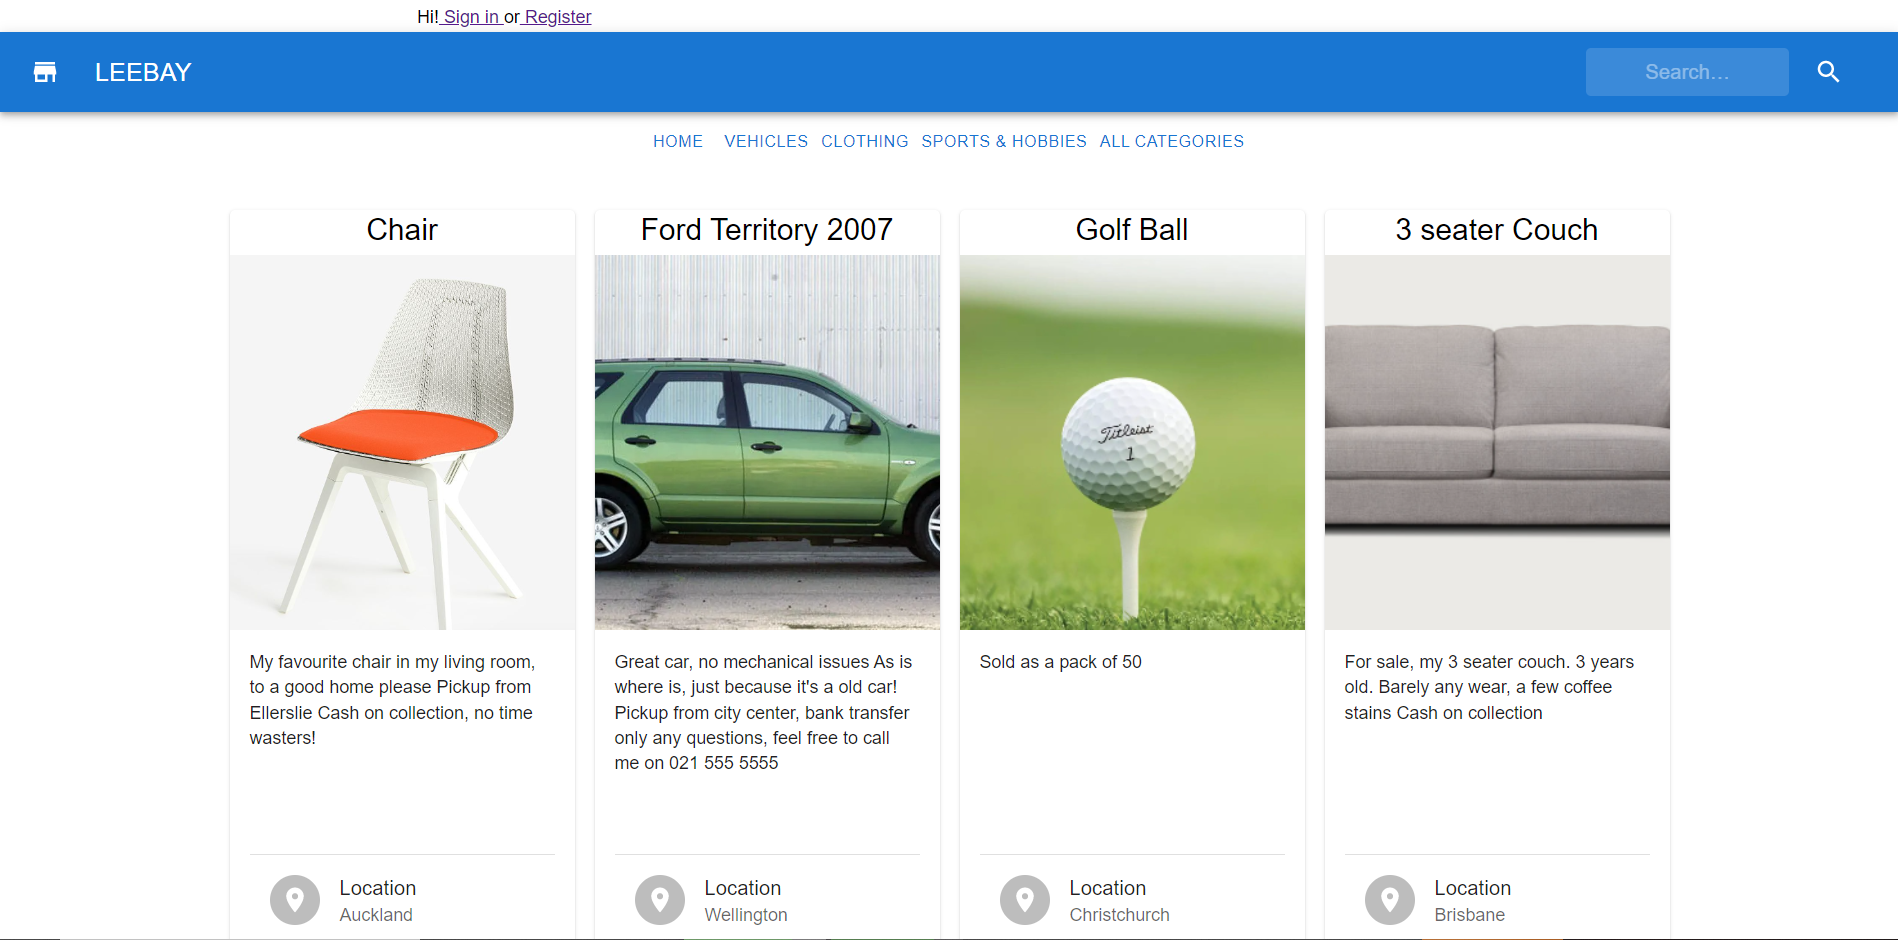 Hi! Sign in or Register
LEEBAY
Search...
HOME VEHICLES CLOTHING SPORTS & HOBBIES ALL CATEGORIES
Chair
My favourite chair in my living room,
to a good home please Pickup from
Ellerslie Cash on collection, no time
wasters!
Location
Auckland
Ford Territory 2007
Great car, no mechanical issues As is
where is, just because it's a old car!
Pickup from city center, bank transfer
only any questions, feel free to call
me on 021 555 5555
Location
Wellington
Golf Ball
Titleist
1
Sold as a pack of 50
Location
Christchurch
3 seater Couch
For sale, my 3 seater couch. 3 years
old. Barely any wear, a few coffee
stains Cash on collection
Location
Brisbane